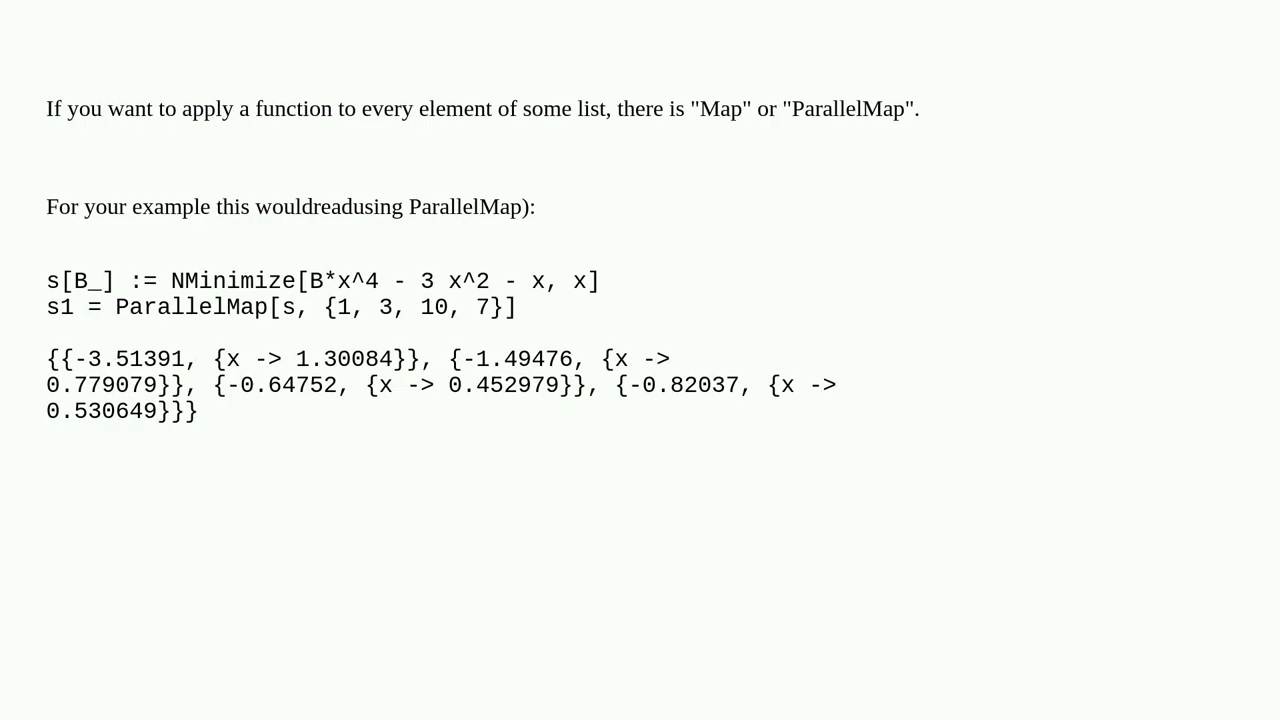 If you want to apply a function to every element of some list, there is "Map" or "ParallelMap".
For your example this wouldreadusing ParallelMap):
s[B_] := NMinimize[B*x^4 - 3 x^2 - x, x]
s1 = ParallelMap[s, {1, 3, 10, 7}]
{{-3.51391, {x -> 1.30084}}, {-1.49476, {x ->
0.779079}}, {-0.64752, {x -> 0.452979}}, {-0.82037, {x ->
0.530649}}}